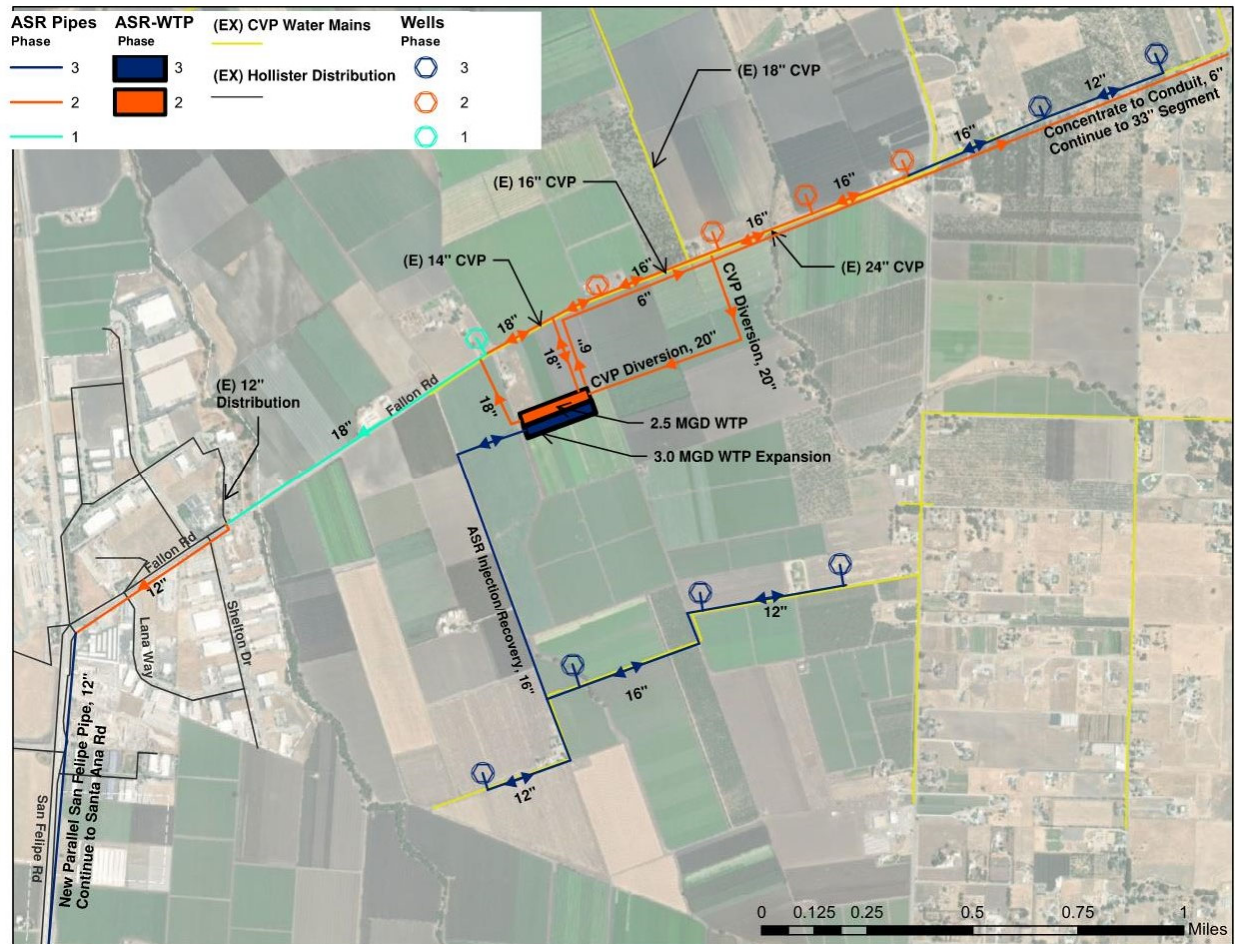 ASR Pipes
Phase
3
2
1
ASR-WTP
Phase
3
2
(EX) CVP Water Mains
(EX) Hollister Distribution
Wells
Phase
3
2
1
(E) 18" CVP
12"
Concentrate to Conduit, 6"
Continue to 33" Segment
16"
(E) 16" CVP
16"
16"
(E) 24" CVP
(E) 14" CVP
16"
6"
CVP Diversion, 20"
18"
18"
6"
CVP Diversion, 20"
18"
Fallon Rd
18"
(E) 12"
Distribution
2.5 MGD WTP
3.0 MGD WTP Expansion
ASR Injection/Recovery, 16"
Fallon Rd
12"
Lana Way
Shelton Dr
12"
16"
12"
New Parallel San Felipe Pipe, 12"
Continue to Santa Ana Rd
San Felipe Rd
0 0.125 0.25 0.5 0.75 1
Miles